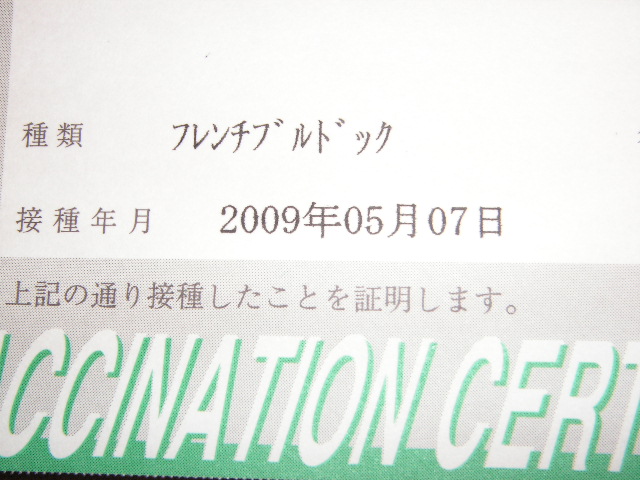 種類 ﾌﾚﾝﾁﾌﾞﾙﾄﾞｯｸ
接種年月 2009年05月07日
上記の通り接種したことを証明します。
CCINATION CERT